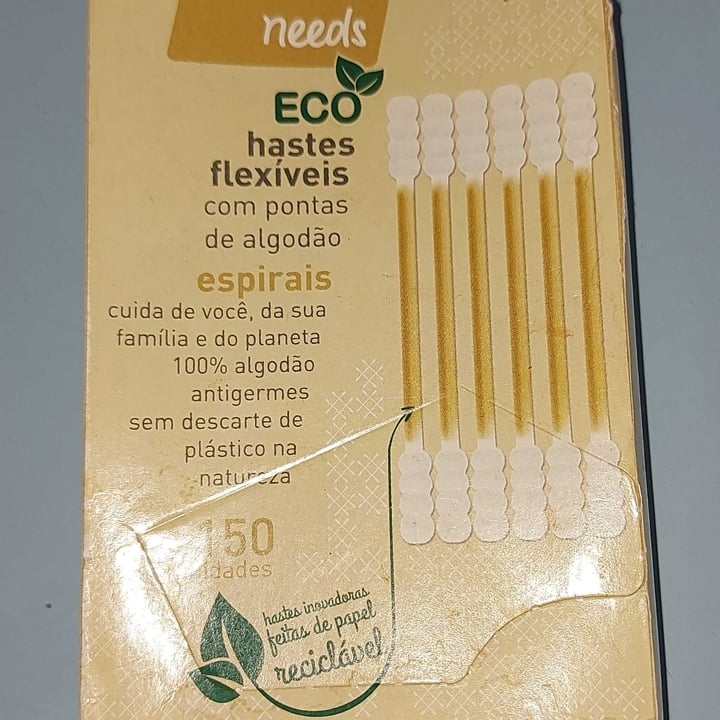 needs
ECO
hastes
flexíveis
com pontas
de algodão
espirais
cuida de você, da sua
família e do planeta
100% algodão
antigermes
sem descarte de
plástico na
natureza
150
hastes inovadoras
feitas de papel
reciclável